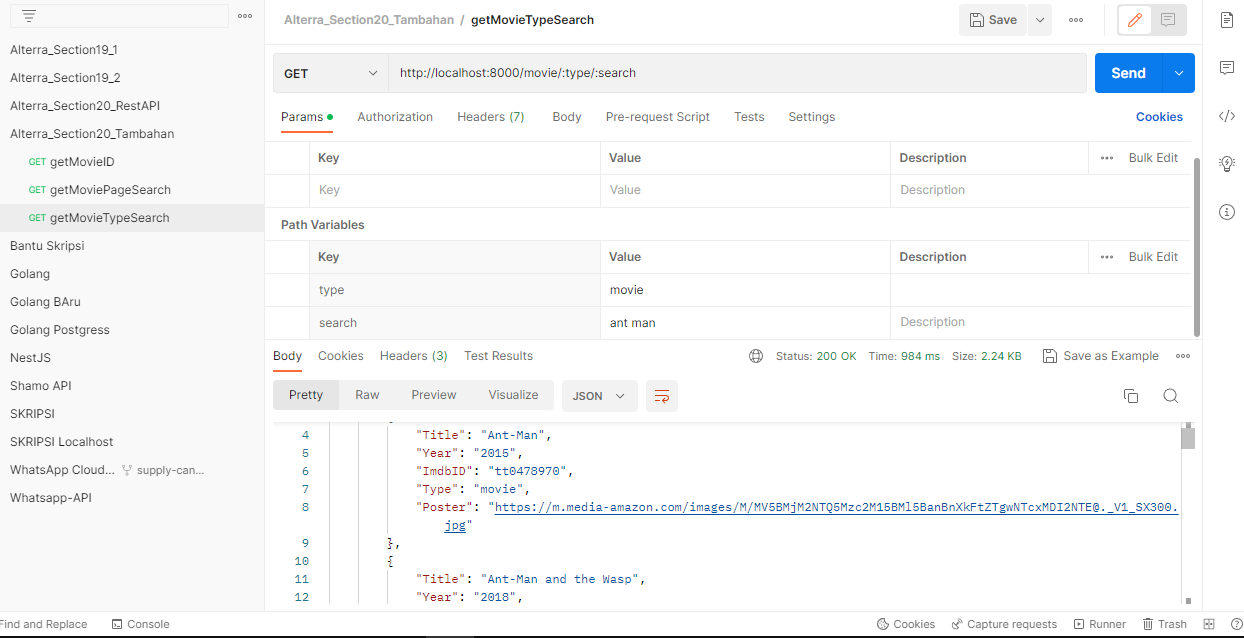 Alterra_Section20_Tambahan / getMovieTypeSearch
Save
Alterra_Section19_1
Alterra_Section19_2
Alterra_Section20_RestAPI
Alterra_Section20_Tambahan
GET getMovieID
GET getMoviePageSearch
GET getMovieTypeSearch
Bantu Skripsi
Golang
Golang BAru
Golang Postgress
NestJS
Shamo API
SKRIPSI
SKRIPSI Localhost
WhatsApp Cloud... supply-can...
Whatsapp-API
GET http://localhost:8000/movie/:type/:search Send
Params Authorization Headers (7) Body Pre-request Script Tests Settings Cookies
Key Value Description Bulk Edit
Key Value Description
Path Variables
Key Value Description Bulk Edit
type movie
search ant man Description
Body Cookies Headers (3) Test Results Status: 200 OK Time: 984 ms Size: 2.24 KB Save as Example
Pretty Raw Preview Visualize JSON
{
4 "Title": "Ant-Man",
5 "Year": "2015",
6 "ImdbID": "tt0478970",
7 "Type": "movie",
8 "Poster": "https://m.media-amazon.com/images/M/MV5BMjM2NTQ5Mzc2M15BMl5BanBnXkFtZTgwNTcxMDI2NTE@._V1_SX300.
jpg"
9 },
10 {
11 "Title": "Ant-Man and the Wasp",
12 "Year": "2018",
Find and Replace Console Cookies Capture requests Runner Trash